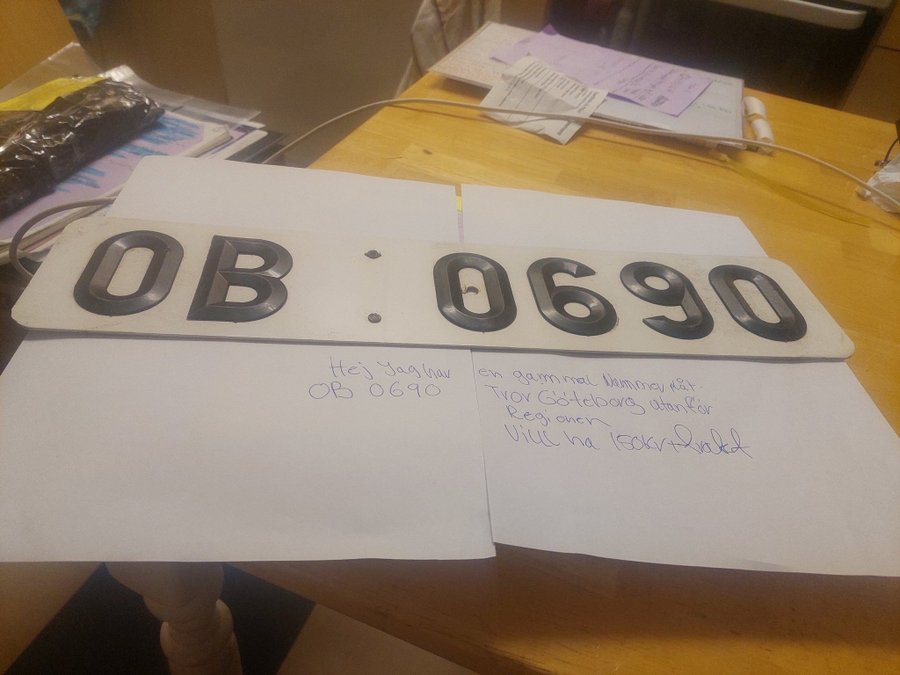 OB : 0690
Hej Jag har en gammal Nummer plåt
OB 0690 Tror Göteborg utanför
Regionen
Vill ha 150kr + frakt